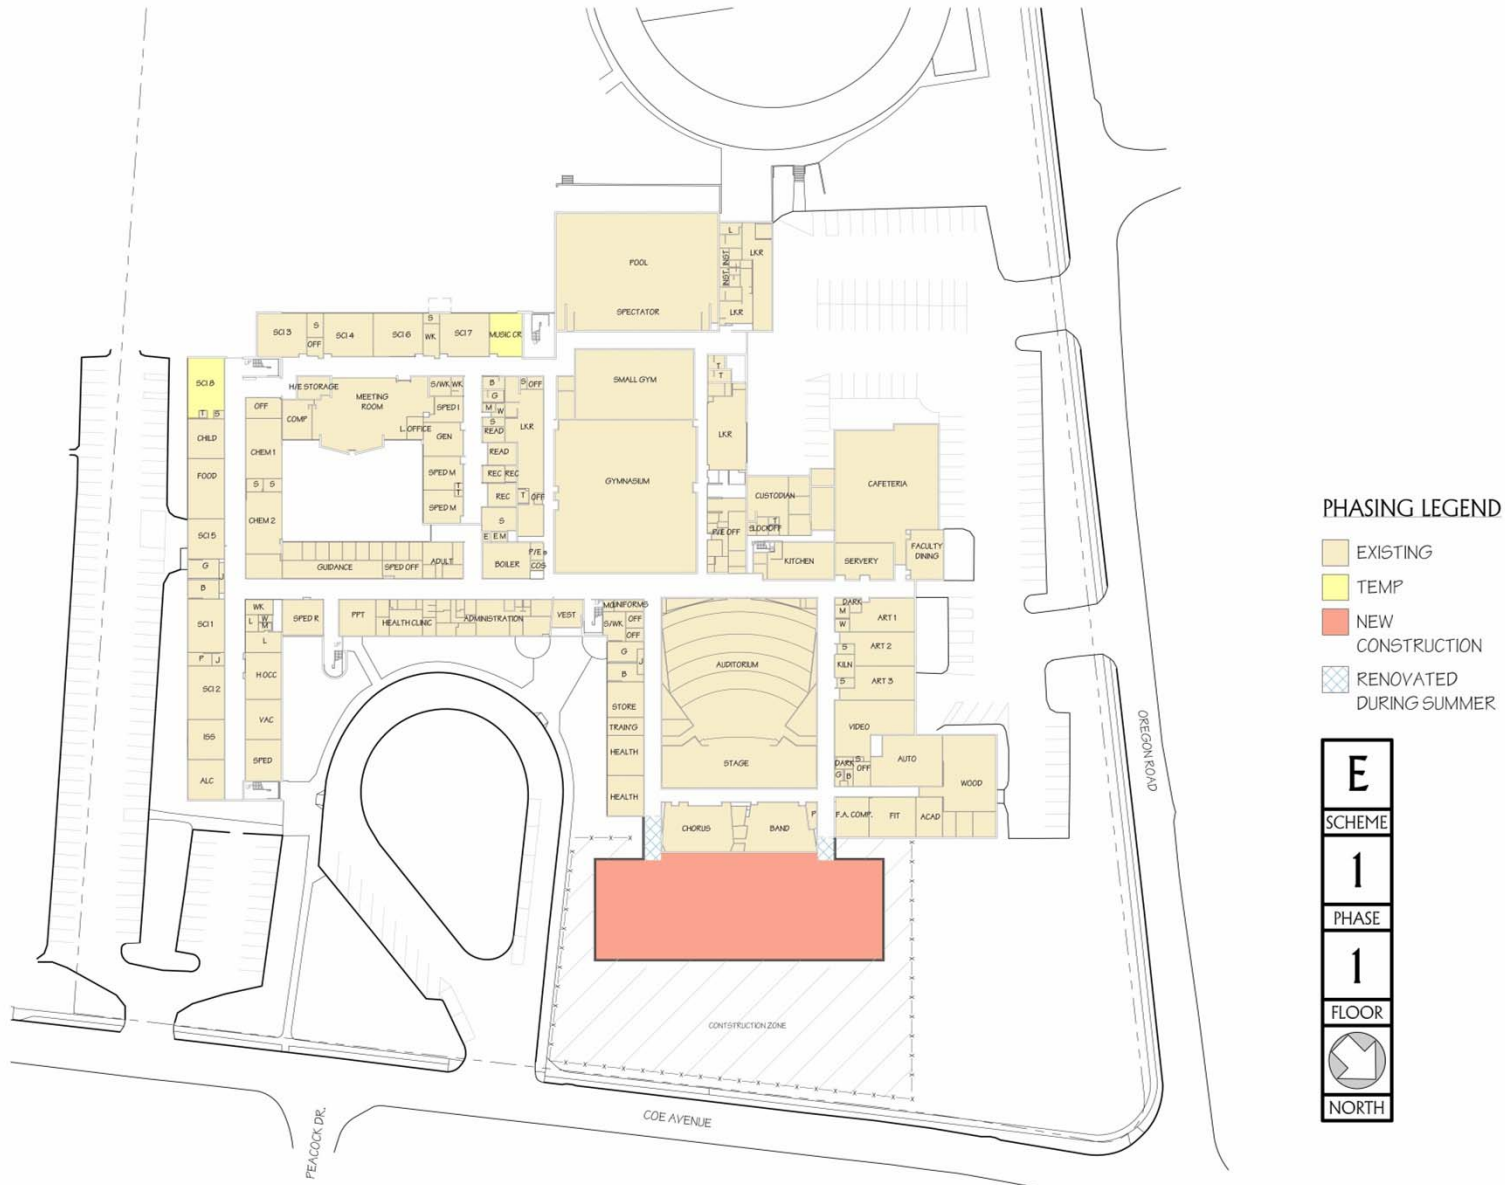 POOL
SPECTATOR
L
LKR
INST
INST
LKR
SCI 3
S
OFF
SCI 4
SCI 6
S
WK
SCI 7
MUSIC CR
SCI 8
T
S
CHILD
FOOD
SCI 5
G
J
B
SCI 1
P
J
SCI 2
ISS
ALC
H/E STORAGE
MEETING
ROOM
OFF
COMP
L. OFFICE
CHEM 1
S
S
CHEM 2
S/WK
WK
SPED I
GEN
SPED M
T
T
SPED M
GUIDANCE
SPED OFF
ADULT
B
G
M
W
S
READ
READ
REC
REC
REC
S
E
E
M
BOILER
S
OFF
LKR
T
OFF
P/E
COS
SMALL GYM
GYMNASIUM
T
T
LKR
CUSTODIAN
T
KITCHEN
CAFETERIA
SERVERY
FACULTY
DINING
WK
L
W
M
L
SPED R
H OCC
VAC
SPED
PPT
HEALTH CLINIC
ADMINISTRATION
VEST
UNIFORMS
S/WK
OFF
OFF
G
J
B
STORE
TRAIN'G
HEALTH
HEALTH
AUDITORIUM
STAGE
CHORUS
BAND
P
DARK
M
W
ART 1
S
ART 2
KILN
S
ART 3
VIDEO
DARK
S
OFF
G
B
AUTO
WOOD
F.A. COMP.
FIT
ACAD
CONTSTRUCTION ZONE
COE AVENUE
PEACOCK DR.
OREGON ROAD
PHASING LEGEND
EXISTING
TEMP
NEW
CONSTRUCTION
RENOVATED
DURING SUMMER
E
SCHEME
1
PHASE
1
FLOOR
NORTH